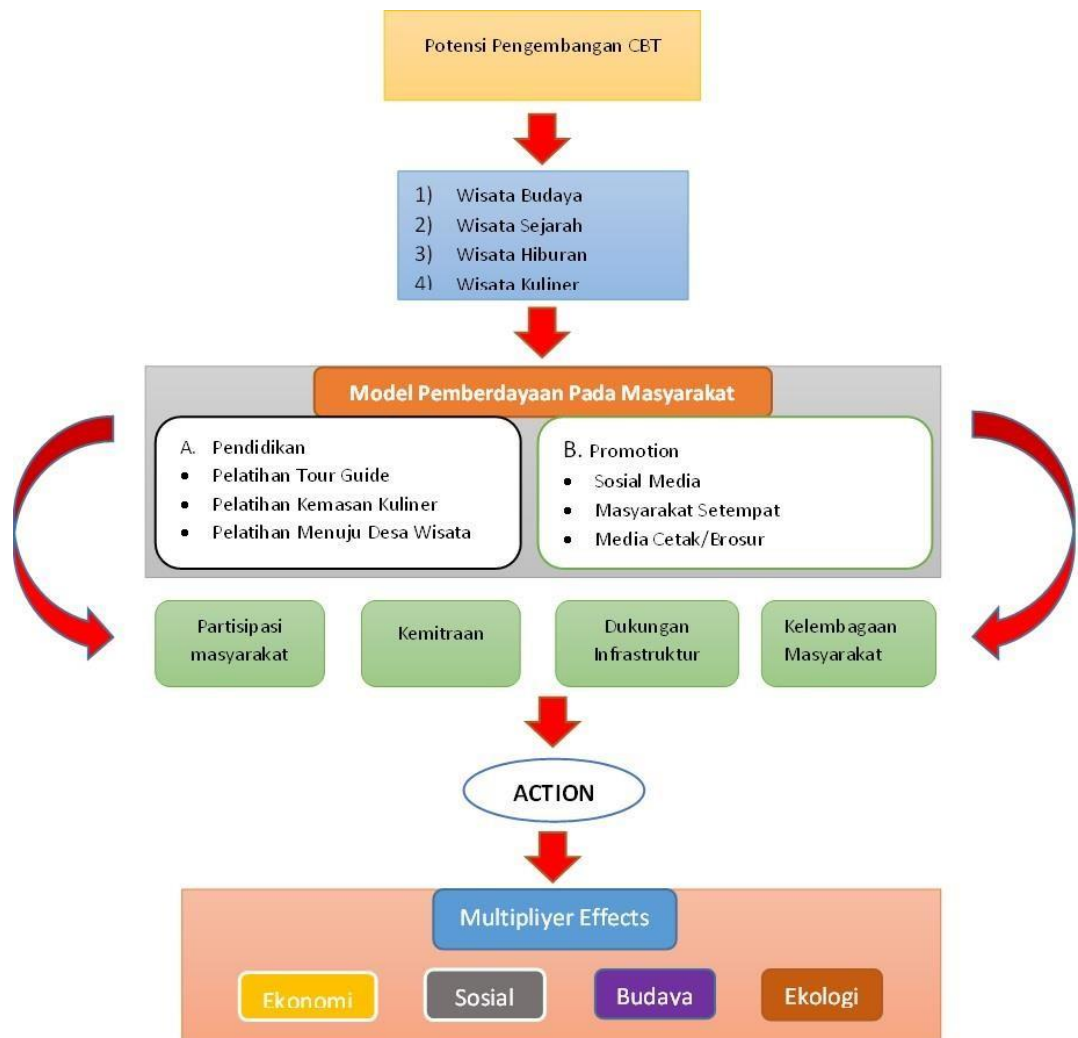 Potensi Pengembangan CBT
1) Wisata Budaya
2) Wisata Sejarah
3) Wisata Hiburan
4) Wisata Kuliner
Model Pemberdayaan Pada Masyarakat
A. Pendidikan
• Pelatihan Tour Guide
• Pelatihan Kemasan Kuliner
• Pelatihan Menuju Desa Wisata
B. Promotion
• Sosial Media
• Masyarakat Setempat
• Media Cetak/Brosur
Partisipasi
masyarakat
Kemitraan
Dukungan
Infrastruktur
Kelembagaan
Masyarakat
ACTION
Multipliyer Effects
Ekonomi
Sosial
Budaya
Ekologi